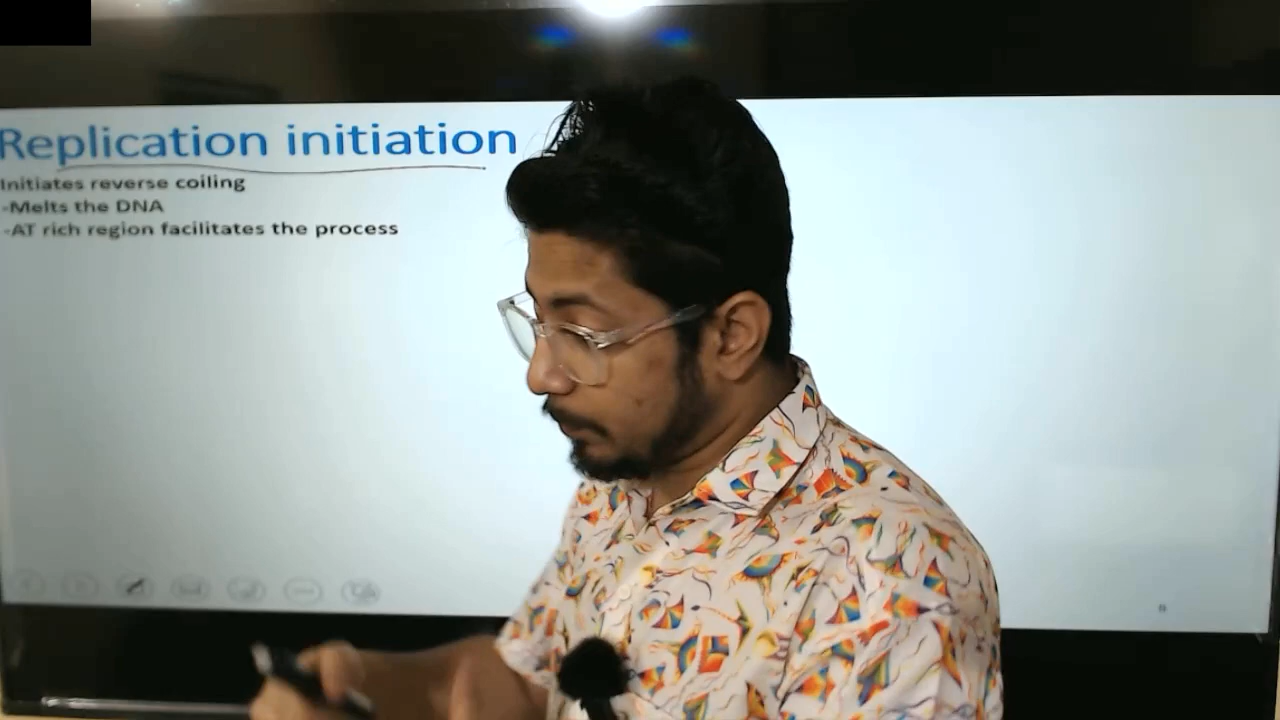 Replication initiation
Initiates reverse coiling
-Melts the DNA
-AT rich region facilitates the process